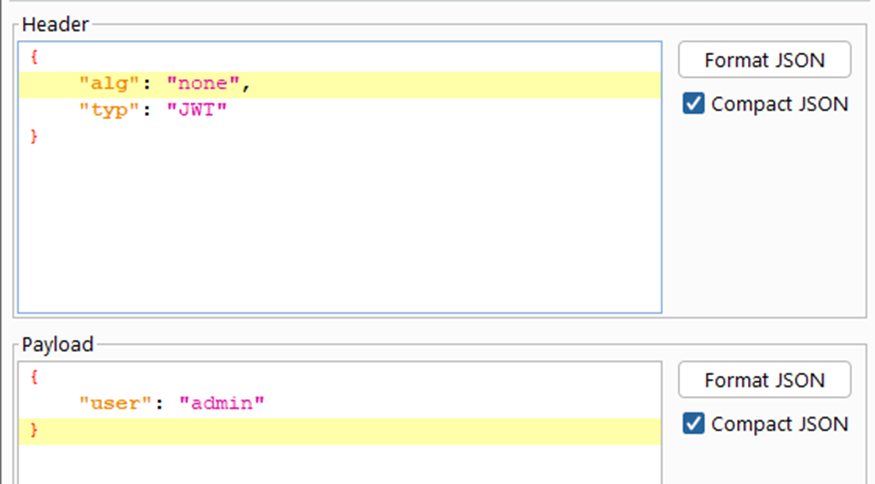 Header
{
"alg": "none",
"typ": "JWT"
}
Format JSON
Compact JSON
Payload
{
"user": "admin"
}
Format JSON
Compact JSON